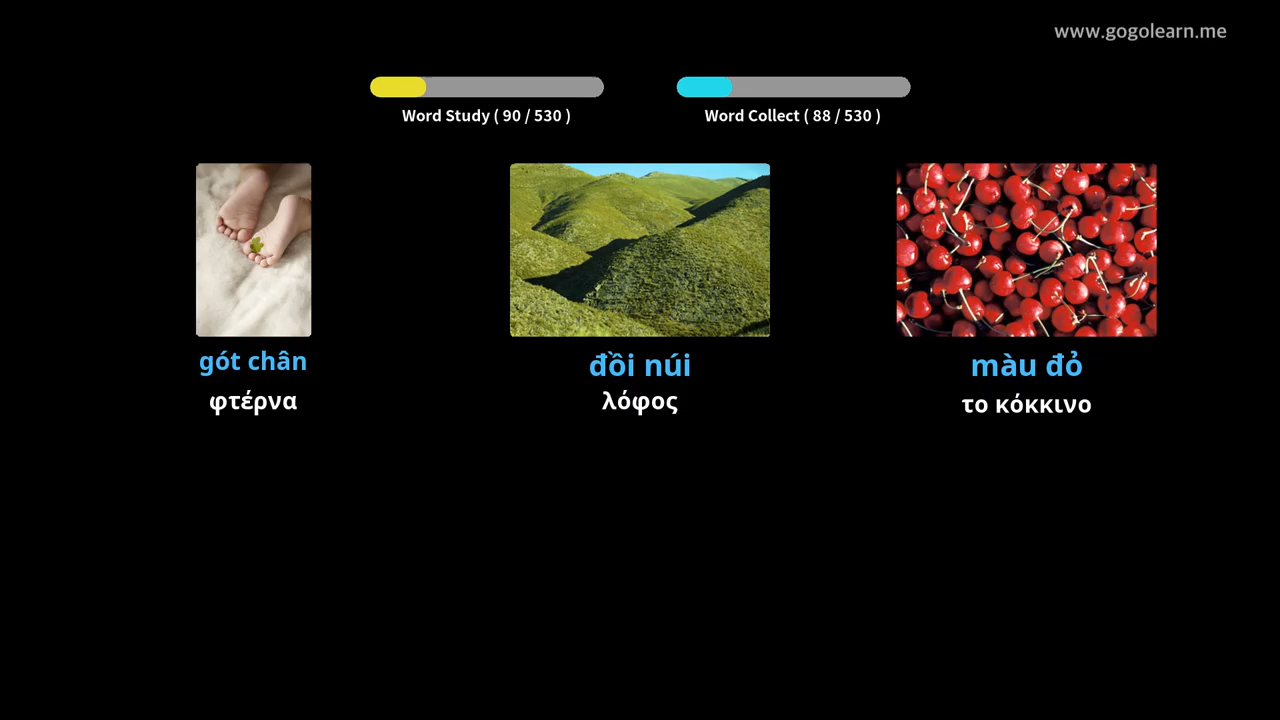 www.gogolearn.me
Word Study ( 90 / 530 )
Word Collect ( 88 / 530 )
gót chân
φτέρνα
đồi núi
λόφος
màu đỏ
το κόκκινο